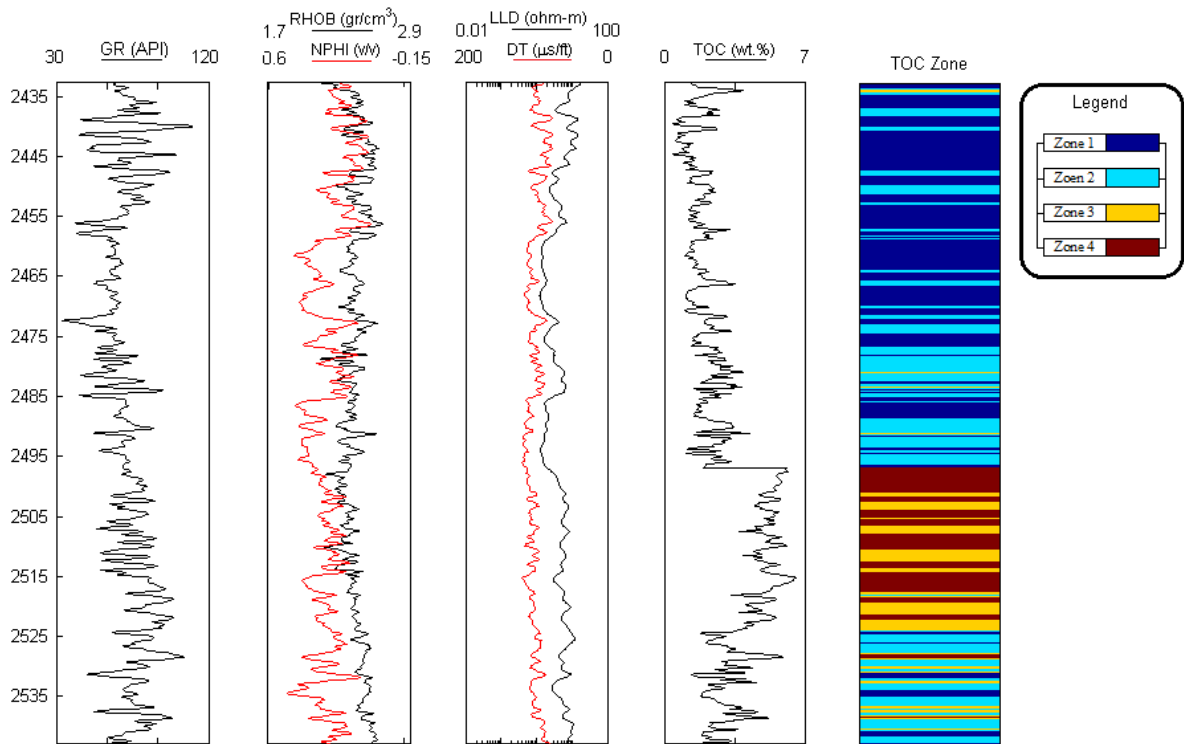 RHOB (gr/cm³)
LLD (ohm-m)
1.7 2.9
0.01 100
GR (API)
NPHI (v/v)
DT (µs/ft)
TOC (wt.%)
30 120
0.6 -0.15
200 0
0 7
TOC Zone
2435
2445
2455
2465
2475
2485
2495
2505
2515
2525
2535
Legend
Zone 1
Zoen 2
Zone 3
Zone 4